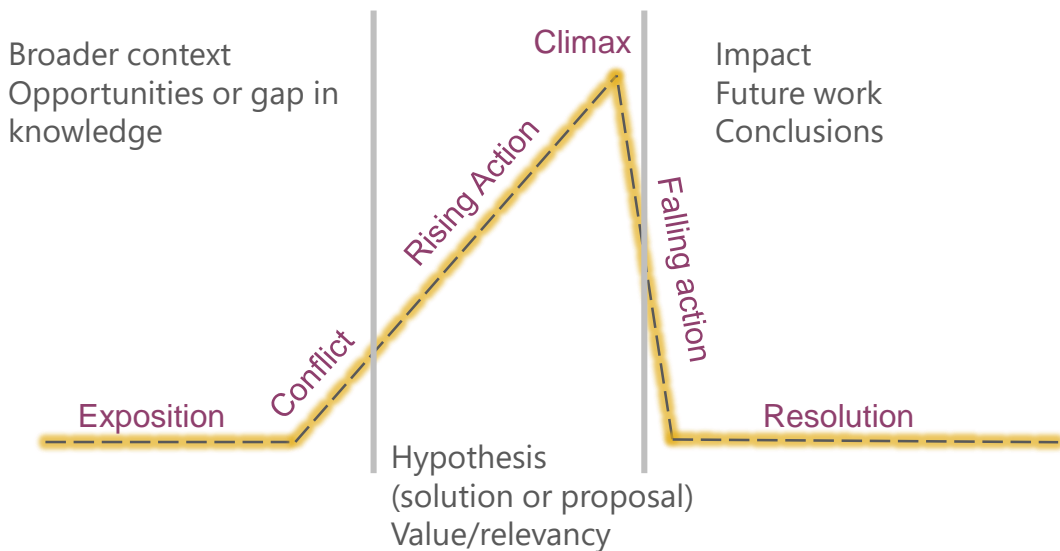 Broader context
Opportunities or gap in
knowledge
Climax
Impact
Future work
Conclusions
Rising Action
Falling action
Conflict
Exposition
Resolution
Hypothesis
(solution or proposal)
Value/relevancy